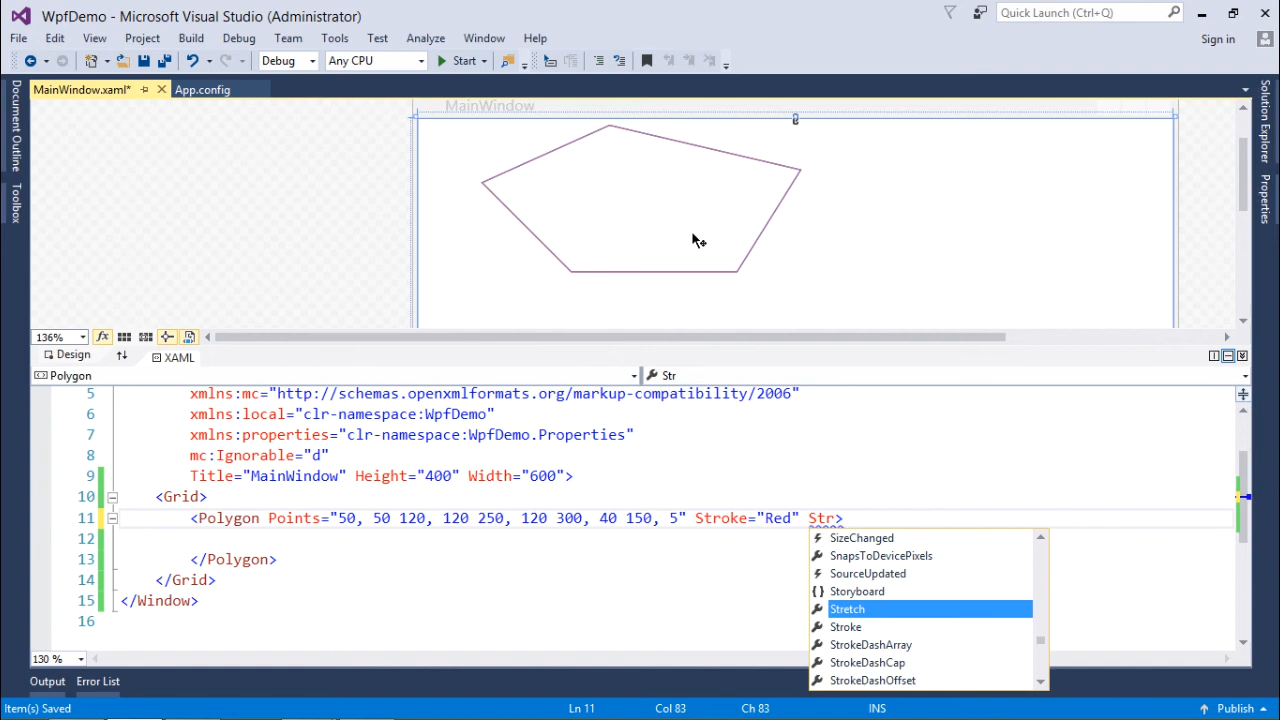 WpfDemo - Microsoft Visual Studio (Administrator)
Quick Launch (Ctrl+Q)
File Edit View Project Build Debug Team Tools Test Analyze Window Help
Sign in
Debug Any CPU Start
MainWindow.xaml* App.config
Document Outline
Toolbox
Solution Explorer
Properties
MainWindow
136% fx
Design XAML
Polygon Str
5 xmlns:mc="http://schemas.openxmlformats.org/markup-compatibility/2006"
6 xmlns:local="clr-namespace:WpfDemo"
7 xmlns:properties="clr-namespace:WpfDemo.Properties"
8 mc:Ignorable="d"
9 Title="MainWindow" Height="400" Width="600">
10 <Grid>
11 <Polygon Points="50, 50 120, 120 250, 120 300, 40 150, 5" Stroke="Red" Str>
12
13 </Polygon>
14 </Grid>
15 </Window>
16
SizeChanged
SnapsToDevicePixels
SourceUpdated
Storyboard
Stretch
Stroke
StrokeDashArray
StrokeDashCap
StrokeDashOffset
130 %
Output Error List
Item(s) Saved Ln 11 Col 83 Ch 83 INS Publish